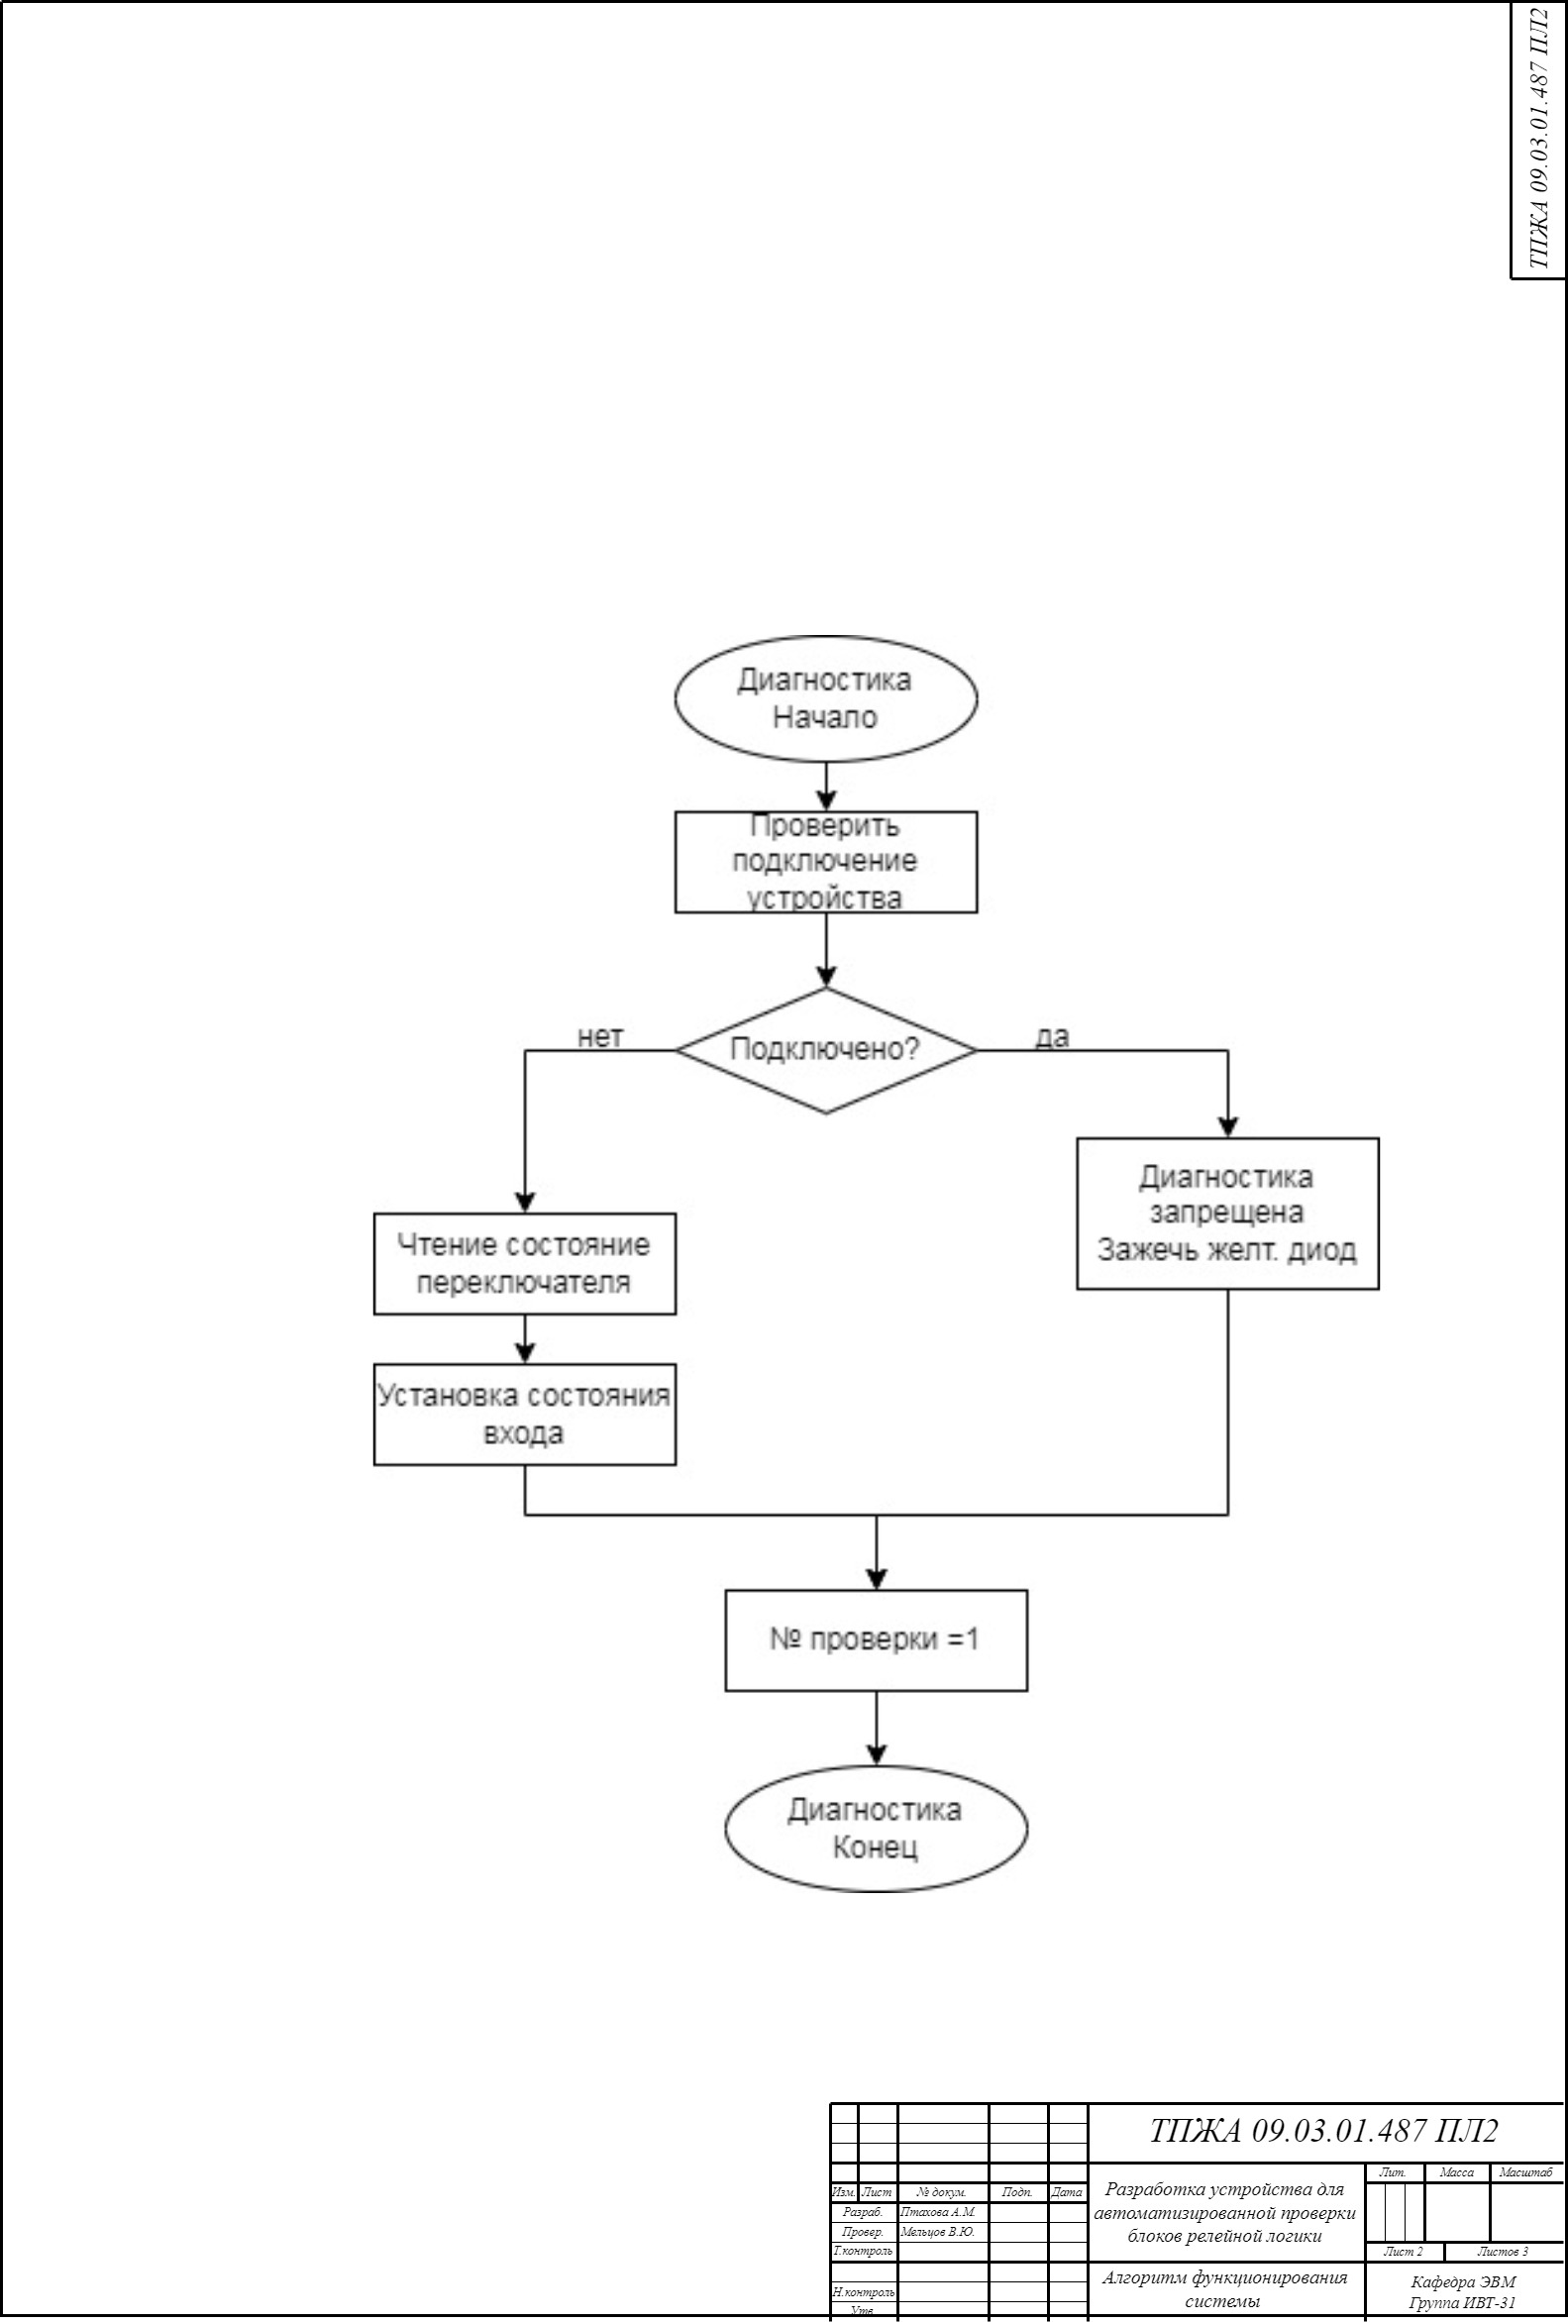 ТПЖА 09.03.01.487 ПЛ2
Диагностика
Начало
Проверить
подключение
устройства
Подключено?
нет
да
Диагностика
запрещена
Зажечь желт. диод
Чтение состояние
переключателя
Установка состояния
входа
№ проверки =1
Диагностика
Конец
ТПЖА 09.03.01.487 ПЛ2
Изм. Лист № докум. Подп. Дата
Разраб. Птахова А.М.
Провер. Мельцов В.Ю.
Т.контроль
Н.контроль
Утв.
Разработка устройства для
автоматизированной проверки
блоков релейной логики
Лит. Масса Масштаб
Лист 2 Листов 3
Алгоритм функционирования
системы
Кафедра ЭВМ
Группа ИВТ-31